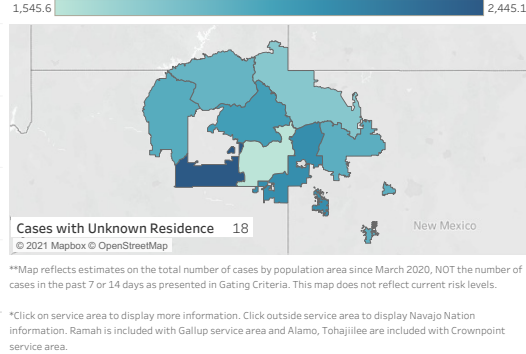 1,545.6 2,445.1
New Mexico
Cases with Unknown Residence 18
© 2021 Mapbox © OpenStreetMap
**Map reflects estimates on the total number of cases by population area since March 2020, NOT the number of
cases in the past 7 or 14 days as presented in Gating Criteria. This map does not reflect current risk levels.
*Click on service area to display more information. Click outside service area to display Navajo Nation
information. Ramah is included with Gallup service area and Alamo, Tohajiilee are included with Crownpoint
service area.